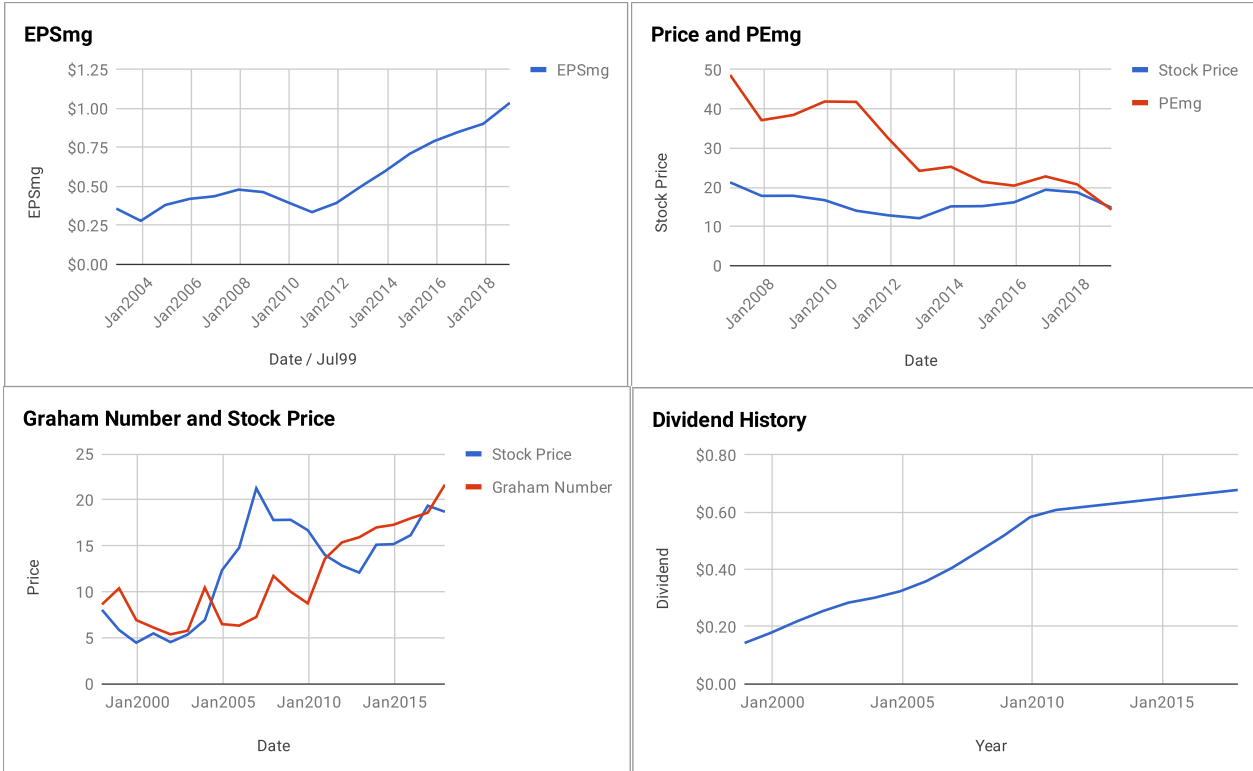 EPSmg
EPSmg
$1.25
$1.00
$0.75
$0.50
$0.25
$0.00
EPSmg
Jan2004
Jan2006
Jan2008
Jan2010
Jan2012
Jan2014
Jan2016
Jan2018
Date / Jul99
Price and PEmg
Stock Price
PEmg
50
40
30
20
10
0
Stock Price
Jan2008
Jan2010
Jan2012
Jan2014
Jan2016
Jan2018
Date
Graham Number and Stock Price
Stock Price
Graham Number
25
20
15
10
5
0
Price
Jan2000
Jan2005
Jan2010
Jan2015
Date
Dividend History
$0.80
$0.60
$0.40
$0.20
$0.00
Dividend
Jan2000
Jan2005
Jan2010
Jan2015
Year